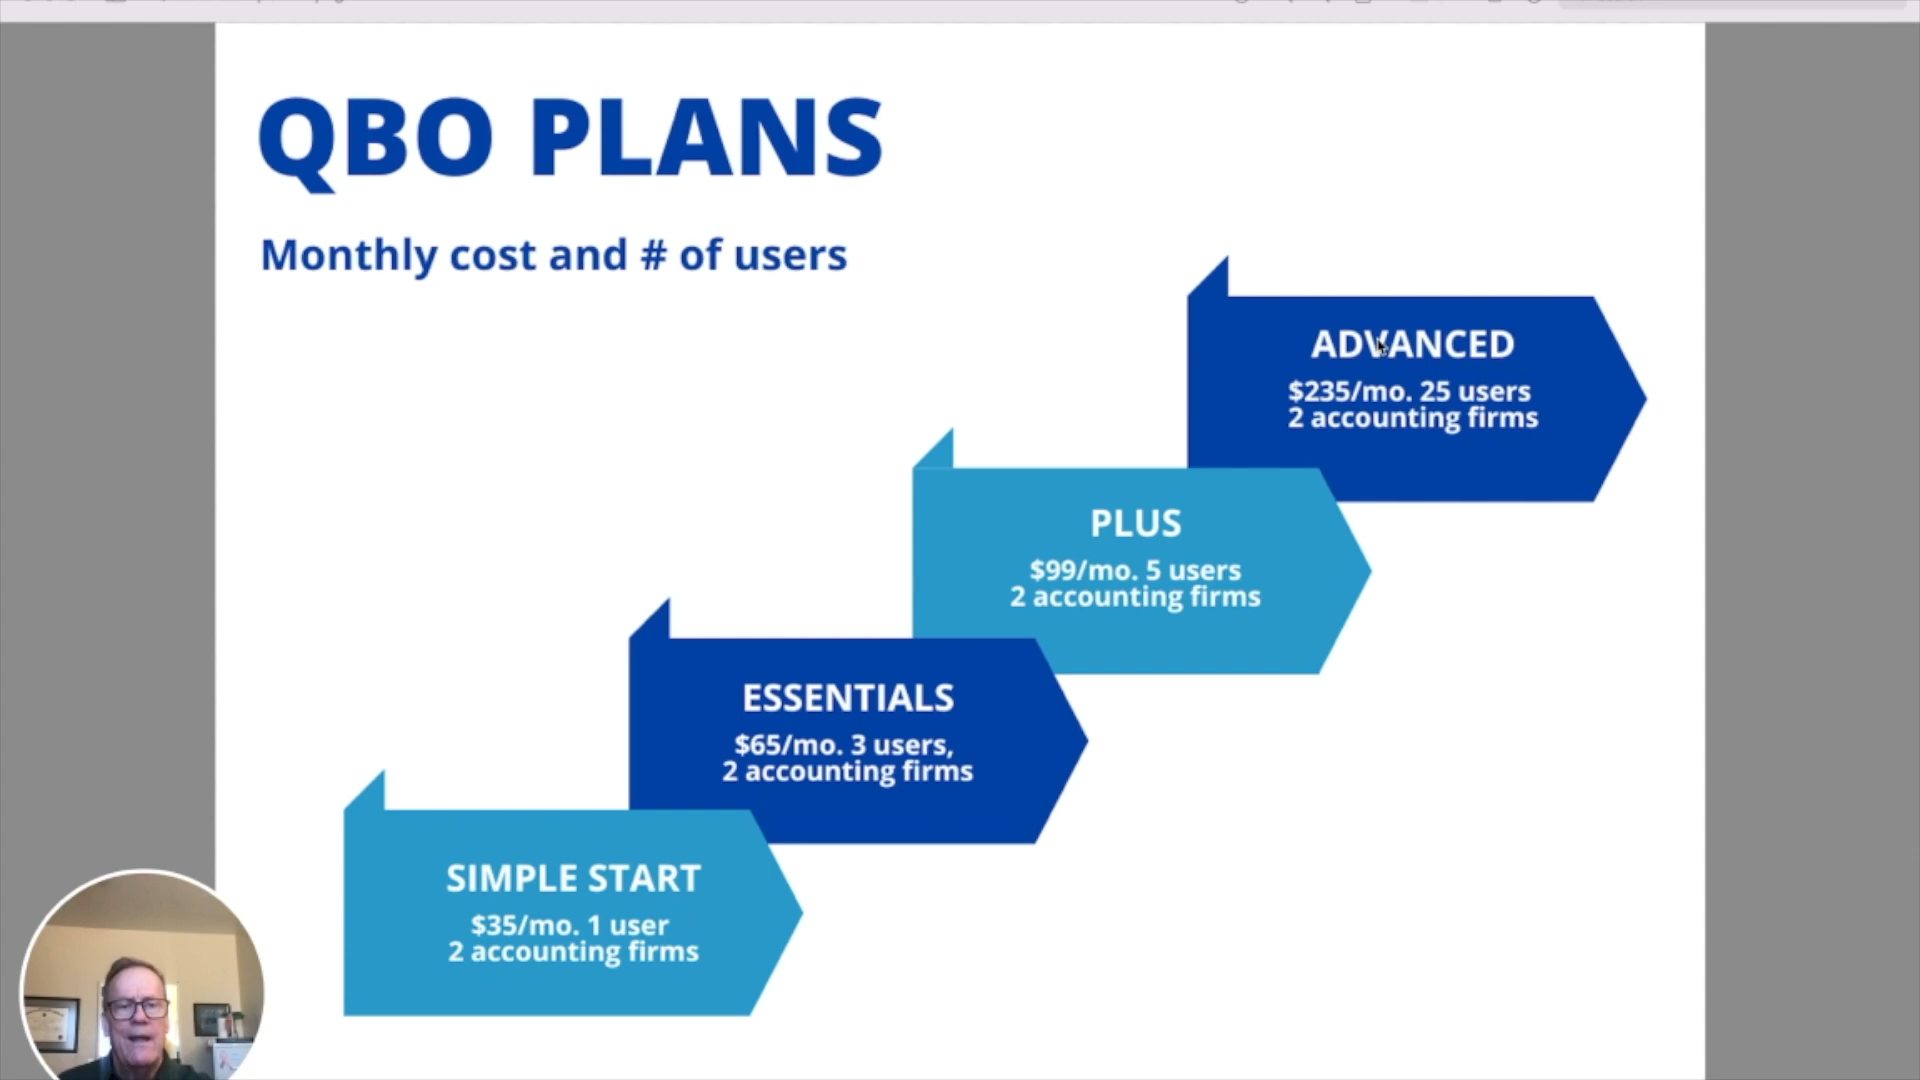 QBO PLANS
Monthly cost and # of users
ADVANCED
$235/mo. 25 users
2 accounting firms
PLUS
$99/mo. 5 users
2 accounting firms
ESSENTIALS
$65/mo. 3 users,
2 accounting firms
SIMPLE START
$35/mo. 1 user
2 accounting firms